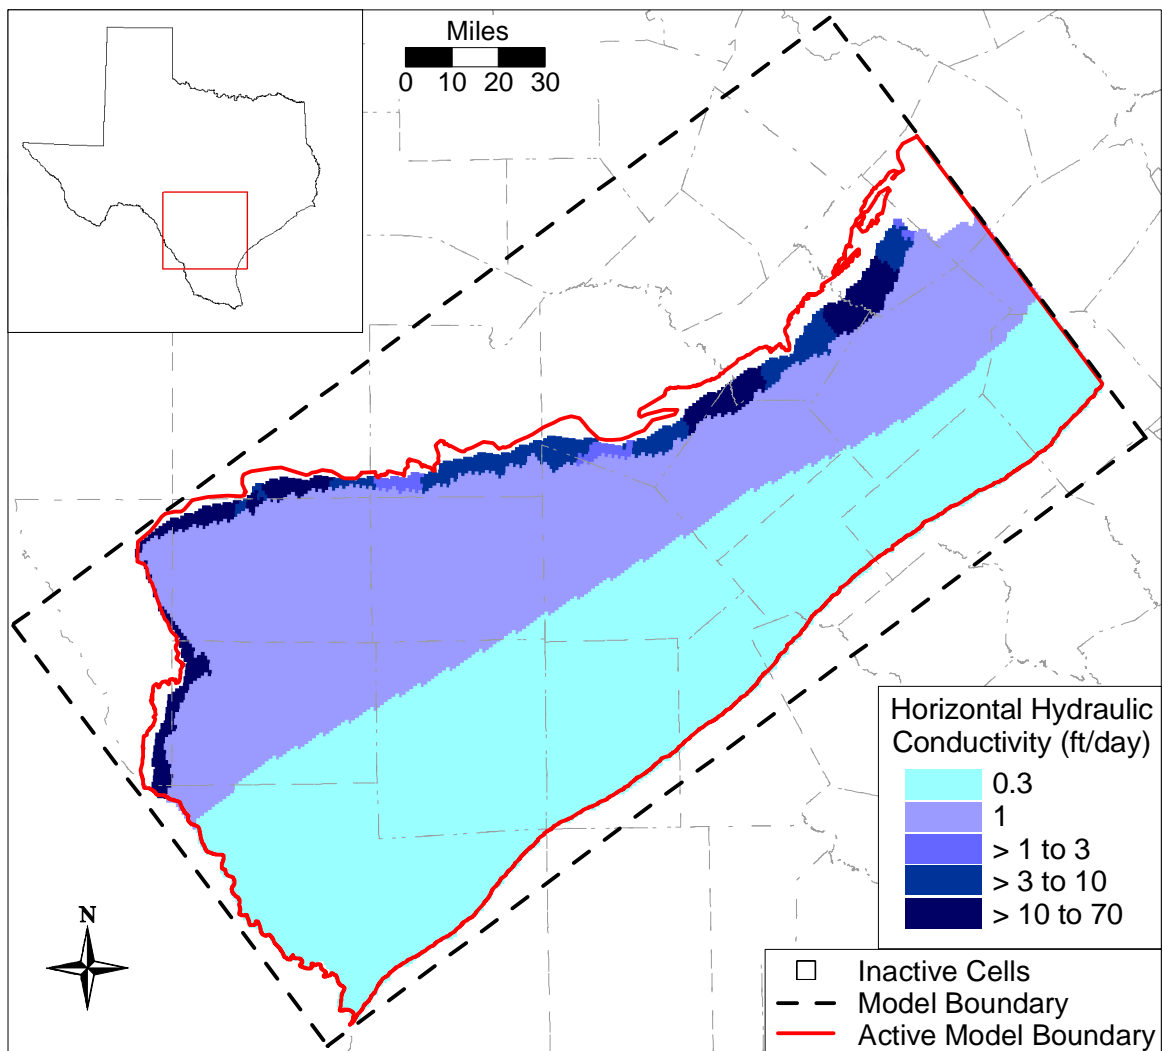 Miles
0 10 20 30
Horizontal Hydraulic
Conductivity (ft/day)
0.3
1
> 1 to 3
> 3 to 10
> 10 to 70
N
Inactive Cells
Model Boundary
Active Model Boundary